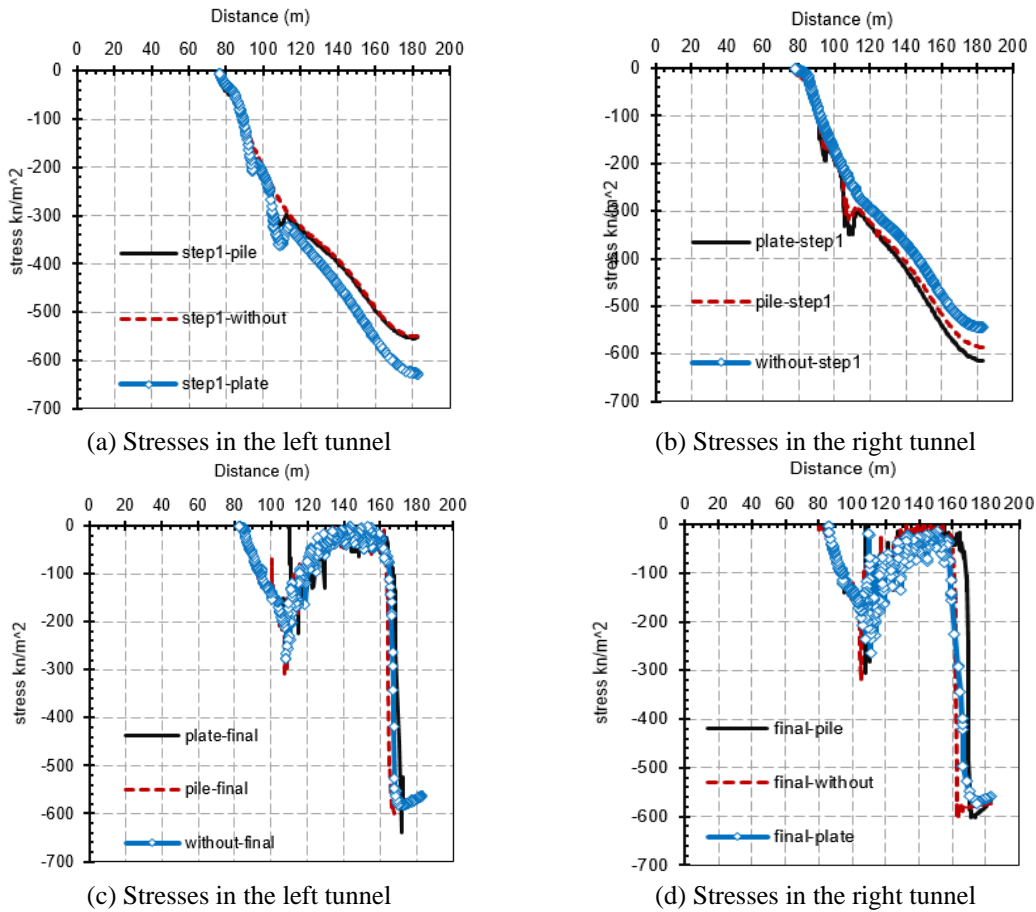 Distance (m)
0 20 40 60 80 100 120 140 160 180 200
0
-100
-200
-300
-400
-500
-600
-700
stress kn/m^2
step1-pile
step1-without
step1-plate
(a) Stresses in the left tunnel
Distance (m)
0 20 40 60 80 100 120 140 160 180 200
0
-100
-200
-300
-400
-500
-600
-700
stress kn/m^2
plate-step1
pile-step1
without-step1
(b) Stresses in the right tunnel
Distance (m)
0 20 40 60 80 100 120 140 160 180 200
0
-100
-200
-300
-400
-500
-600
-700
stress kn/m^2
plate-final
pile-final
without-final
(c) Stresses in the left tunnel
Distance (m)
0 20 40 60 80 100 120 140 160 180 200
0
-100
-200
-300
-400
-500
-600
-700
stress kn/m^2
final-pile
final-without
final-plate
(d) Stresses in the right tunnel